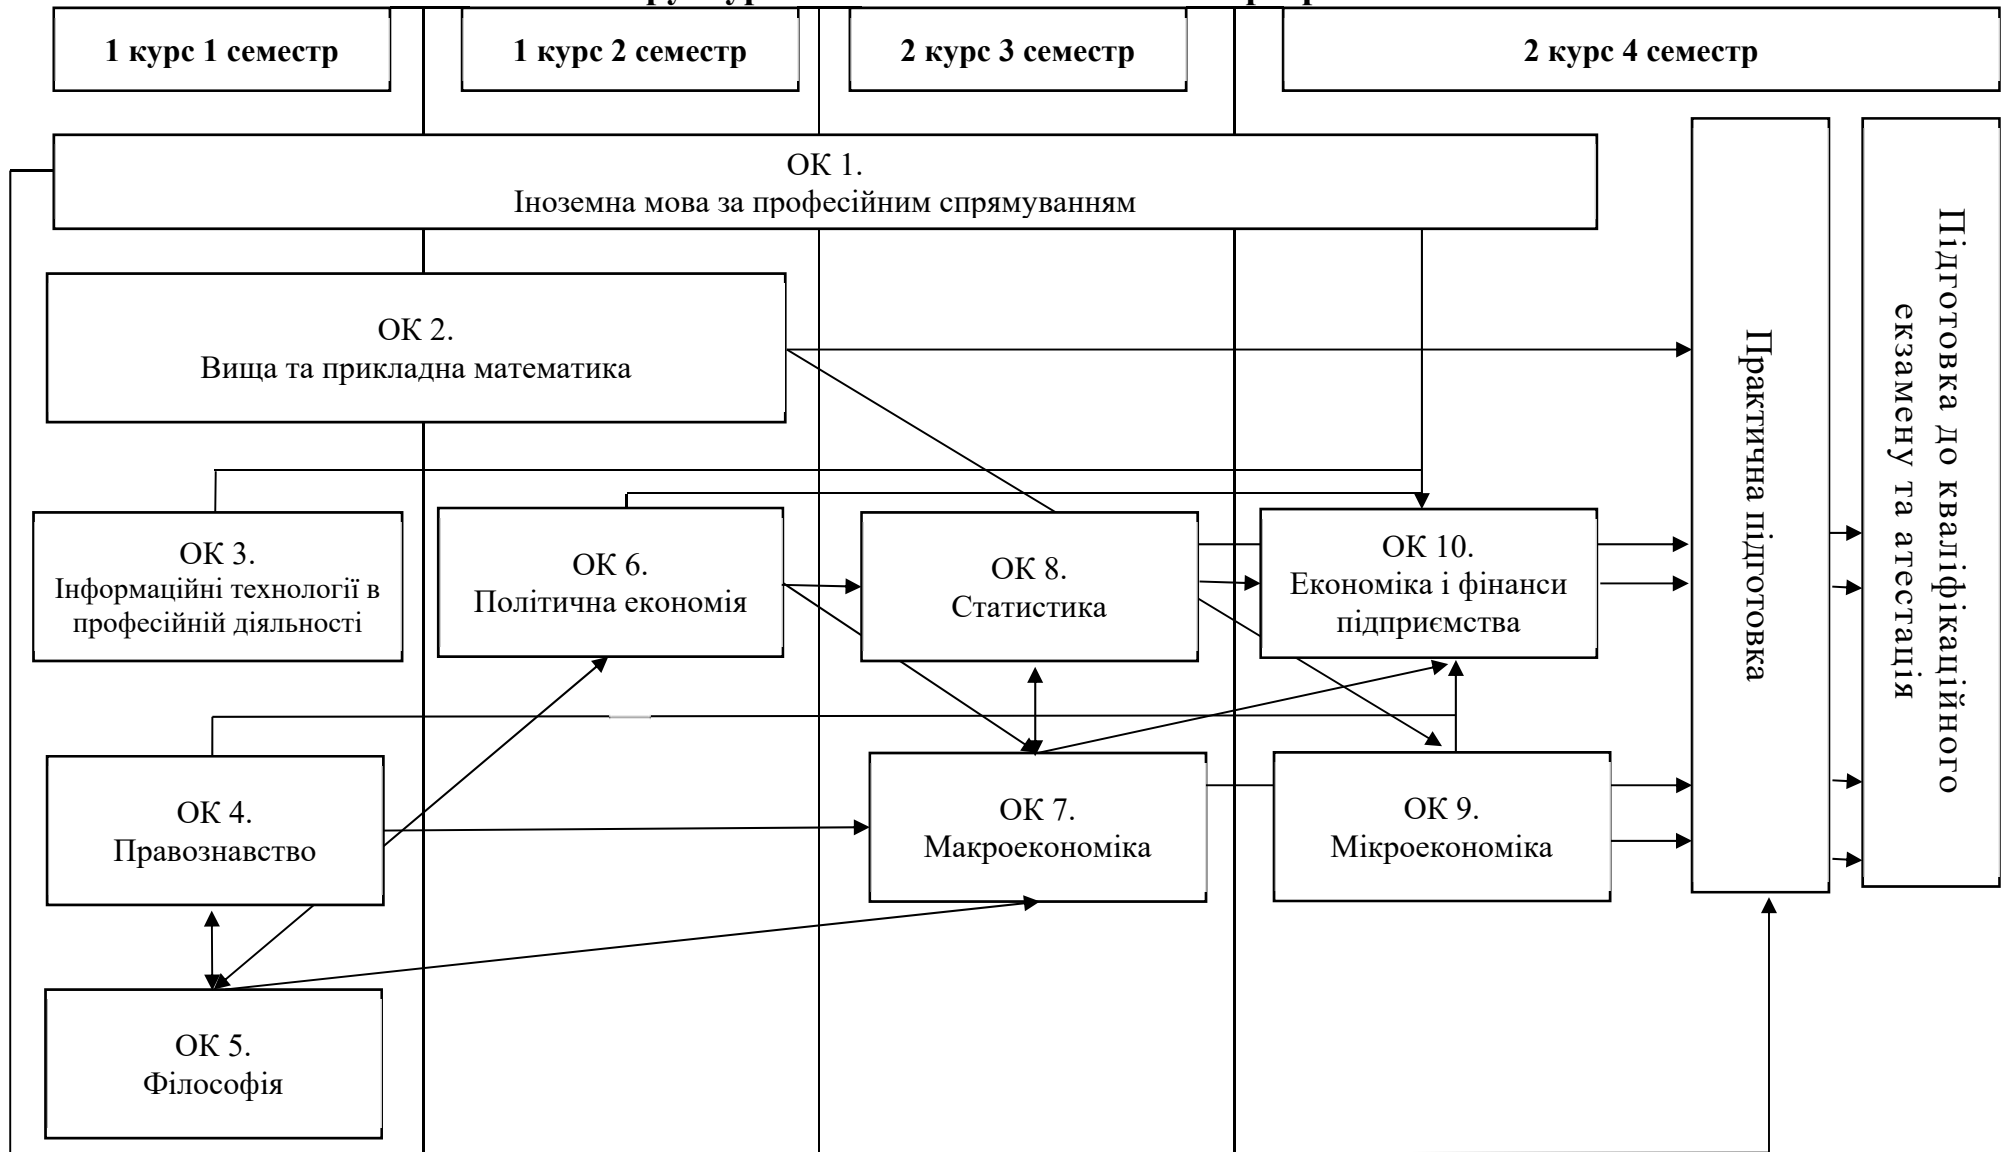 1 курс 1 семестр
1 курс 2 семестр
2 курс 3 семестр
2 курс 4 семестр
ОК 1.
Іноземна мова за професійним спрямуванням
ОК 2.
Вища та прикладна математика
ОК 3.
Інформаційні технології в
професійній діяльності
ОК 6.
Політична економія
ОК 8.
Статистика
ОК 10.
Економіка і фінанси
підприємства
ОК 4.
Правознавство
ОК 7.
Макроекономіка
ОК 9.
Мікроекономіка
ОК 5.
Філософія
Практична підготовка
Підготовка до кваліфікаційного
екзамену та атестація